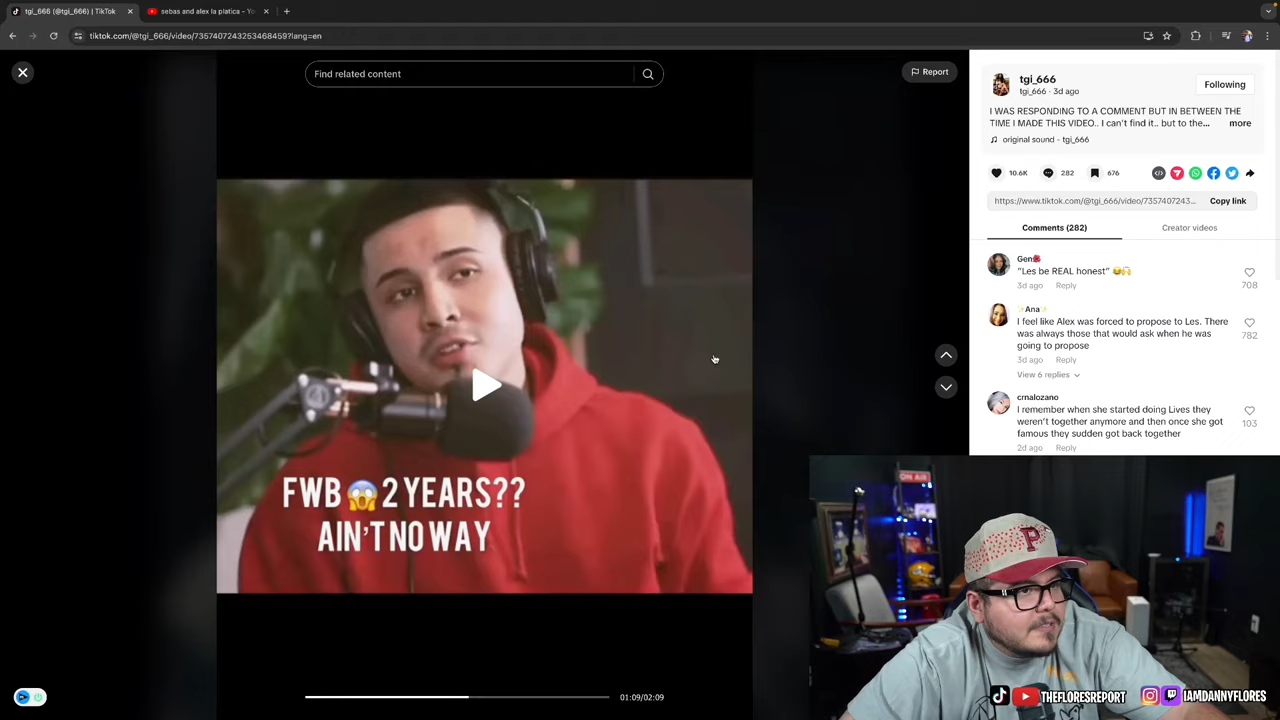 tgi_666 (@tgi_666) | TikTok
sebas and alex la platica - Yo
tiktok.com/@tgi_666/video/7357407243253468459?lang=en
Find related content
Report
FWB😱2 YEARS??
AIN'T NO WAY
01:09/02:09
tgi_666
tgi_666 · 3d ago
Following
I WAS RESPONDING TO A COMMENT BUT IN BETWEEN THE
TIME I MADE THIS VIDEO.. I can't find it.. but to the... more
original sound - tgi_666
10.6K
282
676
https://www.tiktok.com/@tgi_666/video/7357407243...
Copy link
Comments (282)
Creator videos
Gen🌺
"Les be REAL honest" 😂🙌
3d ago Reply
708
✨Ana✨
I feel like Alex was forced to propose to Les. There
was always those that would ask when he was
going to propose
782
3d ago Reply
View 6 replies
crnalozano
I remember when she started doing Lives they
weren't together anymore and then once she got
famous they sudden got back together
103
2d ago Reply
ON AIR
P
THEFLORESREPORT
IAMDANNYFLORES